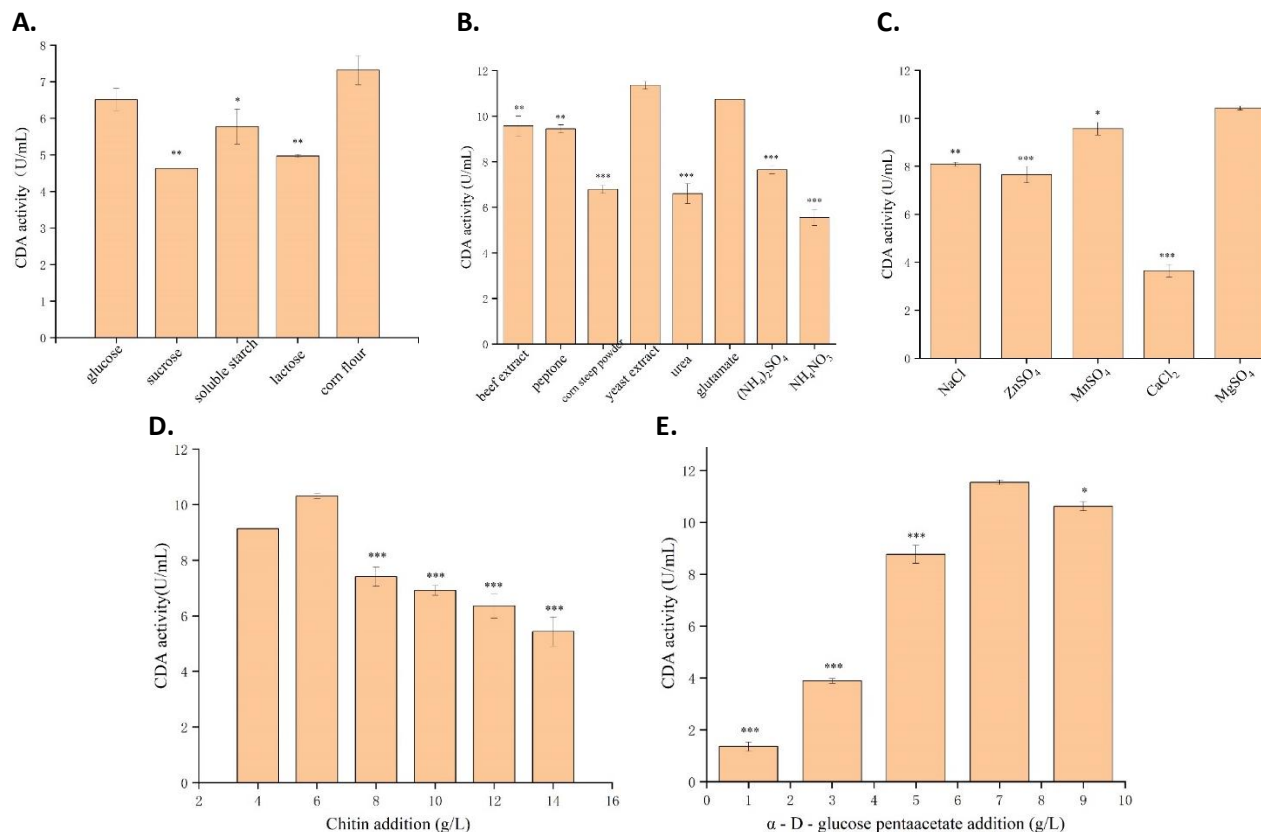 A.
CDA activity (U/mL)
8
7
6
5
4
3
2
1
0
*
**
**
glucose
sucrose
soluble starch
lactose
corn flour
B.
CDA activity (U/mL)
12
10
8
6
4
2
0
**
**
***
***
***
***
beef extract
peptone
corn steep powder
yeast extract
urea
glutamate
(NH₄)₂SO₄
NH₄NO₃
C.
CDA activity (U/mL)
12
10
8
6
4
2
0
**
***
*
***
NaCl
ZnSO₄
MnSO₄
CaCl₂
MgSO₄
D.
CDA activity(U/mL)
12
10
8
6
4
2
0
***
***
***
***
2 4 6 8 10 12 14 16
Chitin addition (g/L)
E.
CDA activity (U/mL)
12
10
8
6
4
2
0
***
***
***
*
0 1 2 3 4 5 6 7 8 9 10
α - D - glucose pentaacetate addition (g/L)